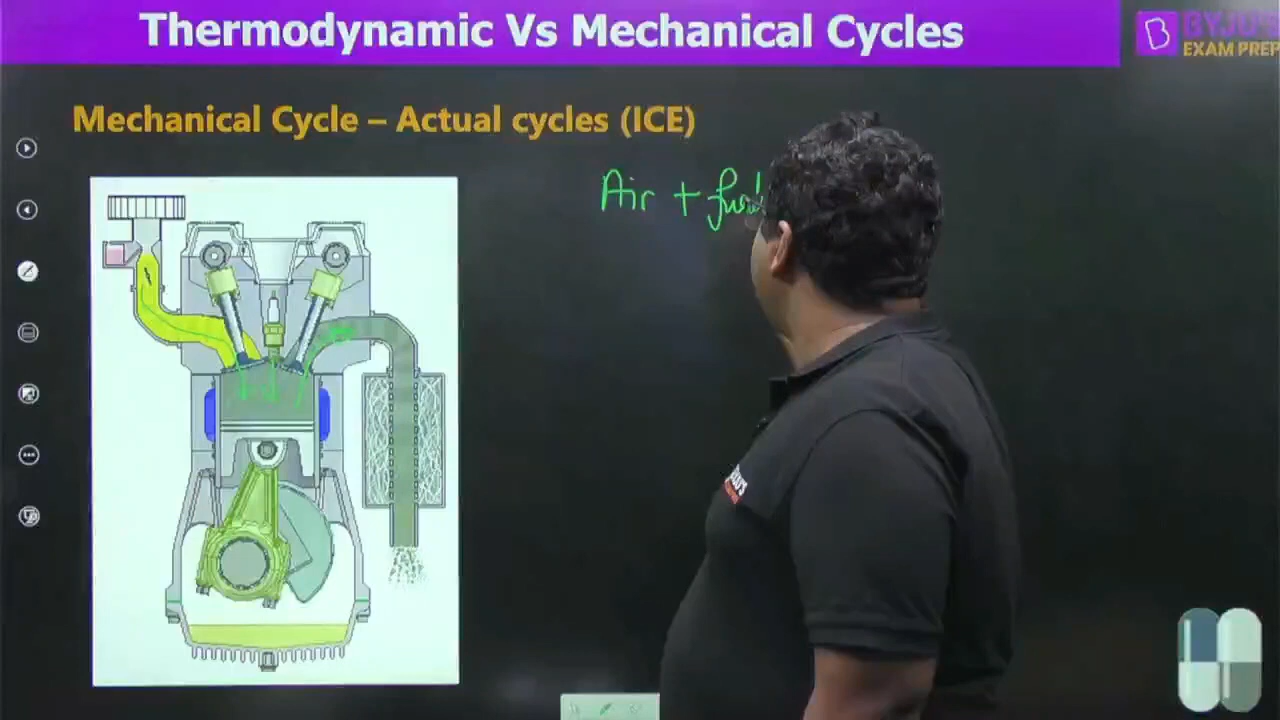 Thermodynamic Vs Mechanical Cycles
BYJU'S
EXAM PREP
Mechanical Cycle – Actual cycles (ICE)
Air + fuel